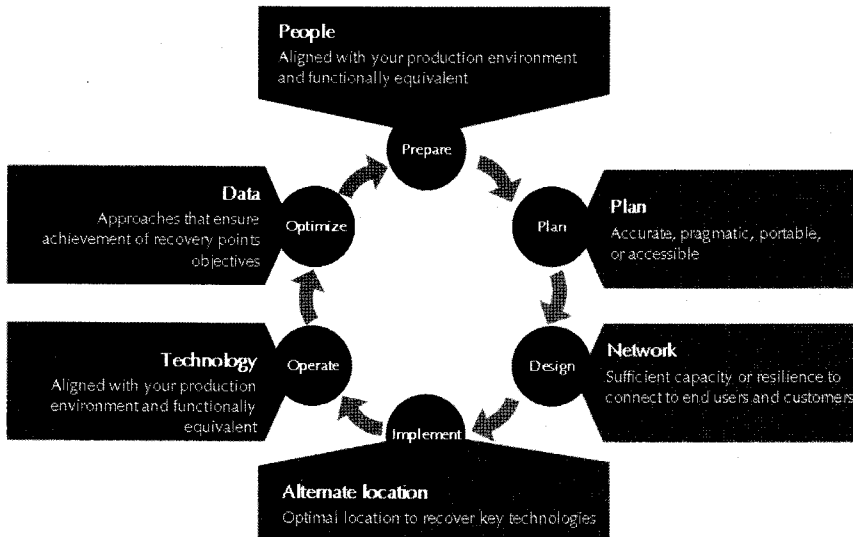 People
Aligned with your production environment
and functionally equivalent
Prepare
Data
Approaches that ensure
achievement of recovery points
objectives
Optimize
Plan
Plan
Accurate, pragmatic, portable,
or accessible
Technology
Aligned with your production
environment and functionally
equivalent
Operate
Design
Network
Sufficient capacity or resilience to
connect to end users and customers
Implement
Alternate location
Optimal location to recover key technologies